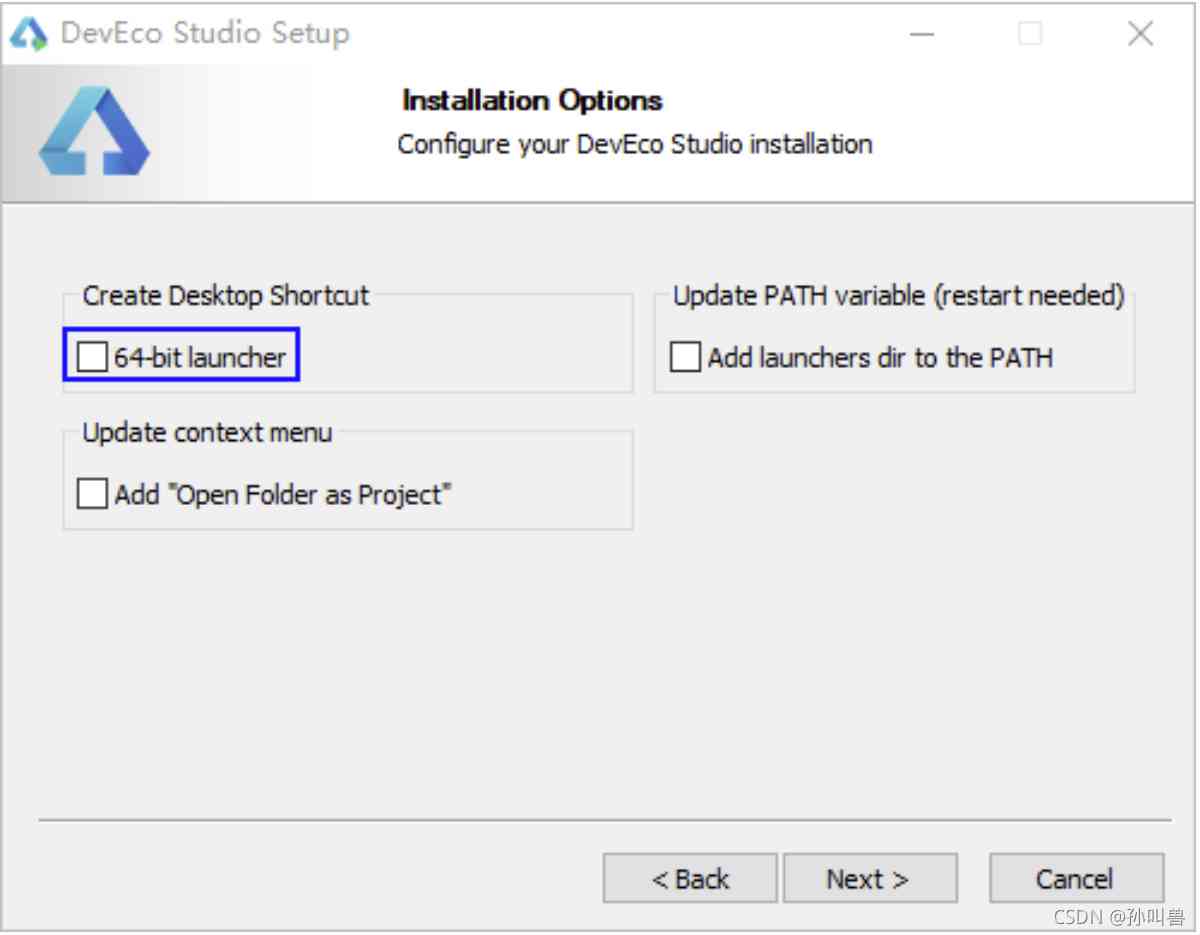 DevEco Studio Setup
Installation Options
Configure your DevEco Studio installation
Create Desktop Shortcut
64-bit launcher
Update PATH variable (restart needed)
Add launchers dir to the PATH
Update context menu
Add "Open Folder as Project"
< Back
Next >
Cancel
CSDN @孙叫兽